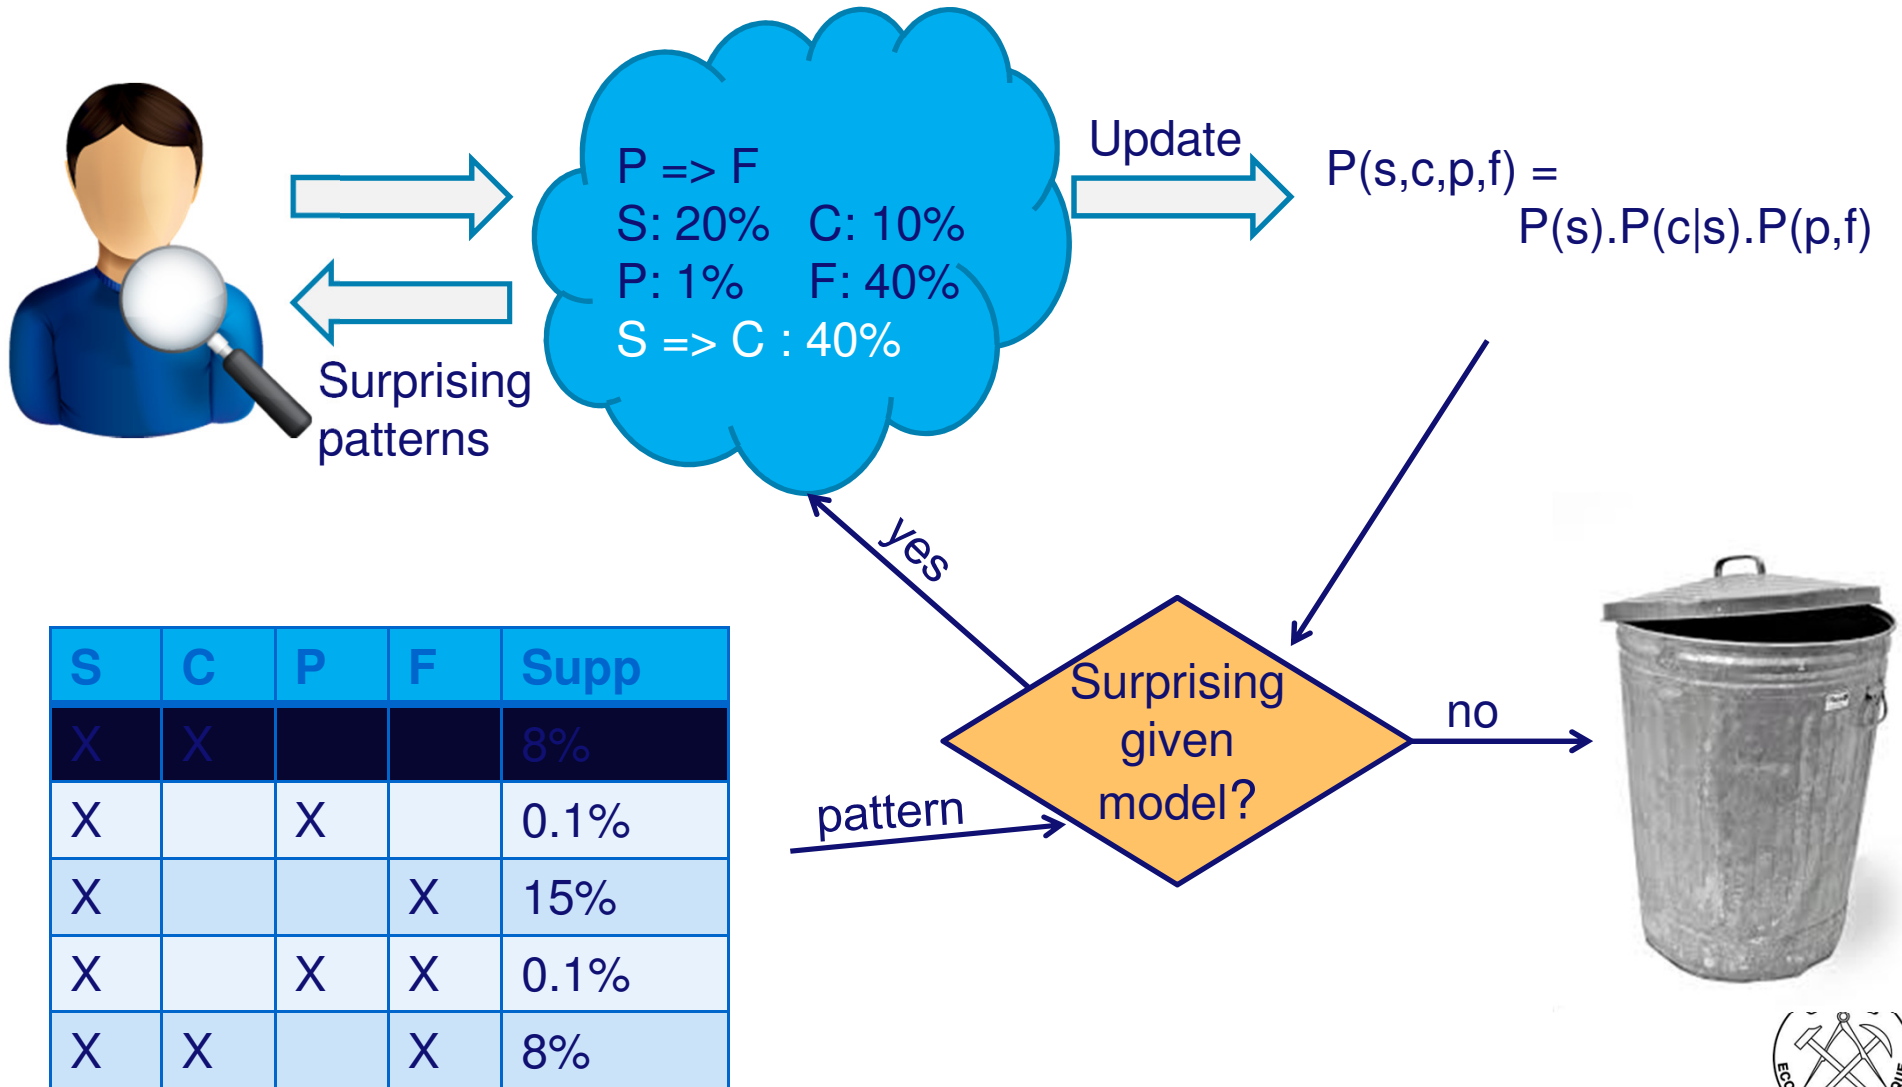 P => F
S: 20% C: 10%
P: 1% F: 40%
S => C : 40%
Update
P(s,c,p,f) =
P(s).P(c|s).P(p,f)
Surprising
patterns
yes
Surprising
given
model?
no
pattern
S C P F Supp
X X 8%
X X 0.1%
X X 15%
X X X 0.1%
X X X 8%